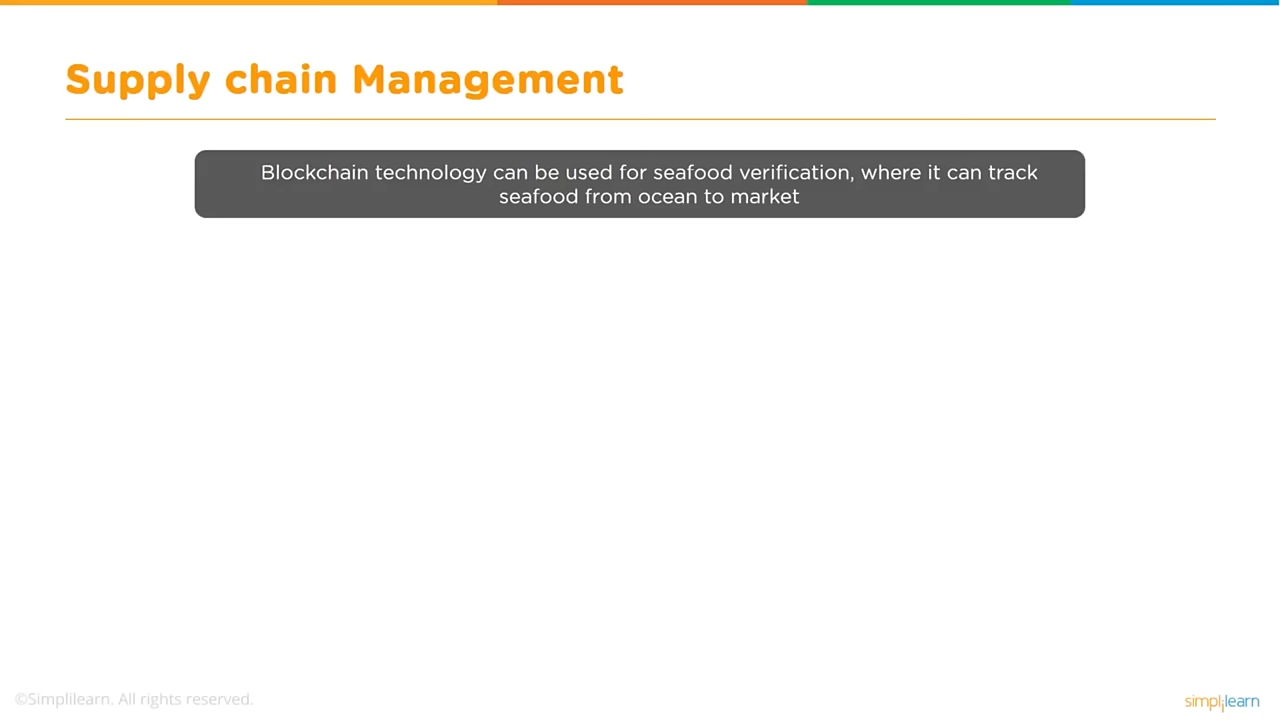 Supply chain Management
Blockchain technology can be used for seafood verification, where it can track
seafood from ocean to market
©Simplilearn. All rights reserved.
simplilearn